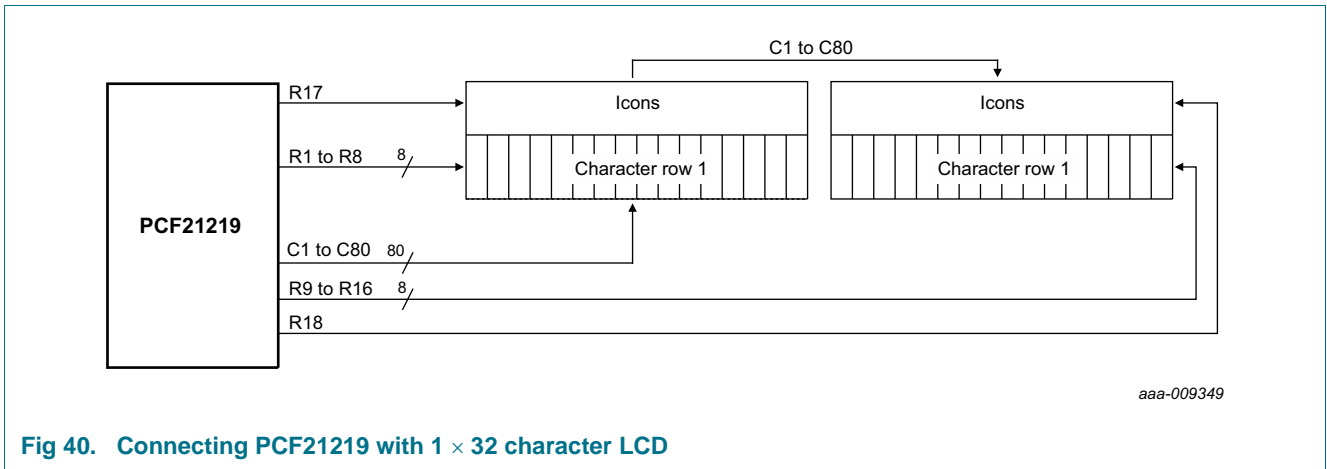 C1 to C80
R17
Icons
Icons
R1 to R8 8
Character row 1
Character row 1
PCF21219
C1 to C80 80
R9 to R16 8
R18
aaa-009349
Fig 40. Connecting PCF21219 with 1 × 32 character LCD